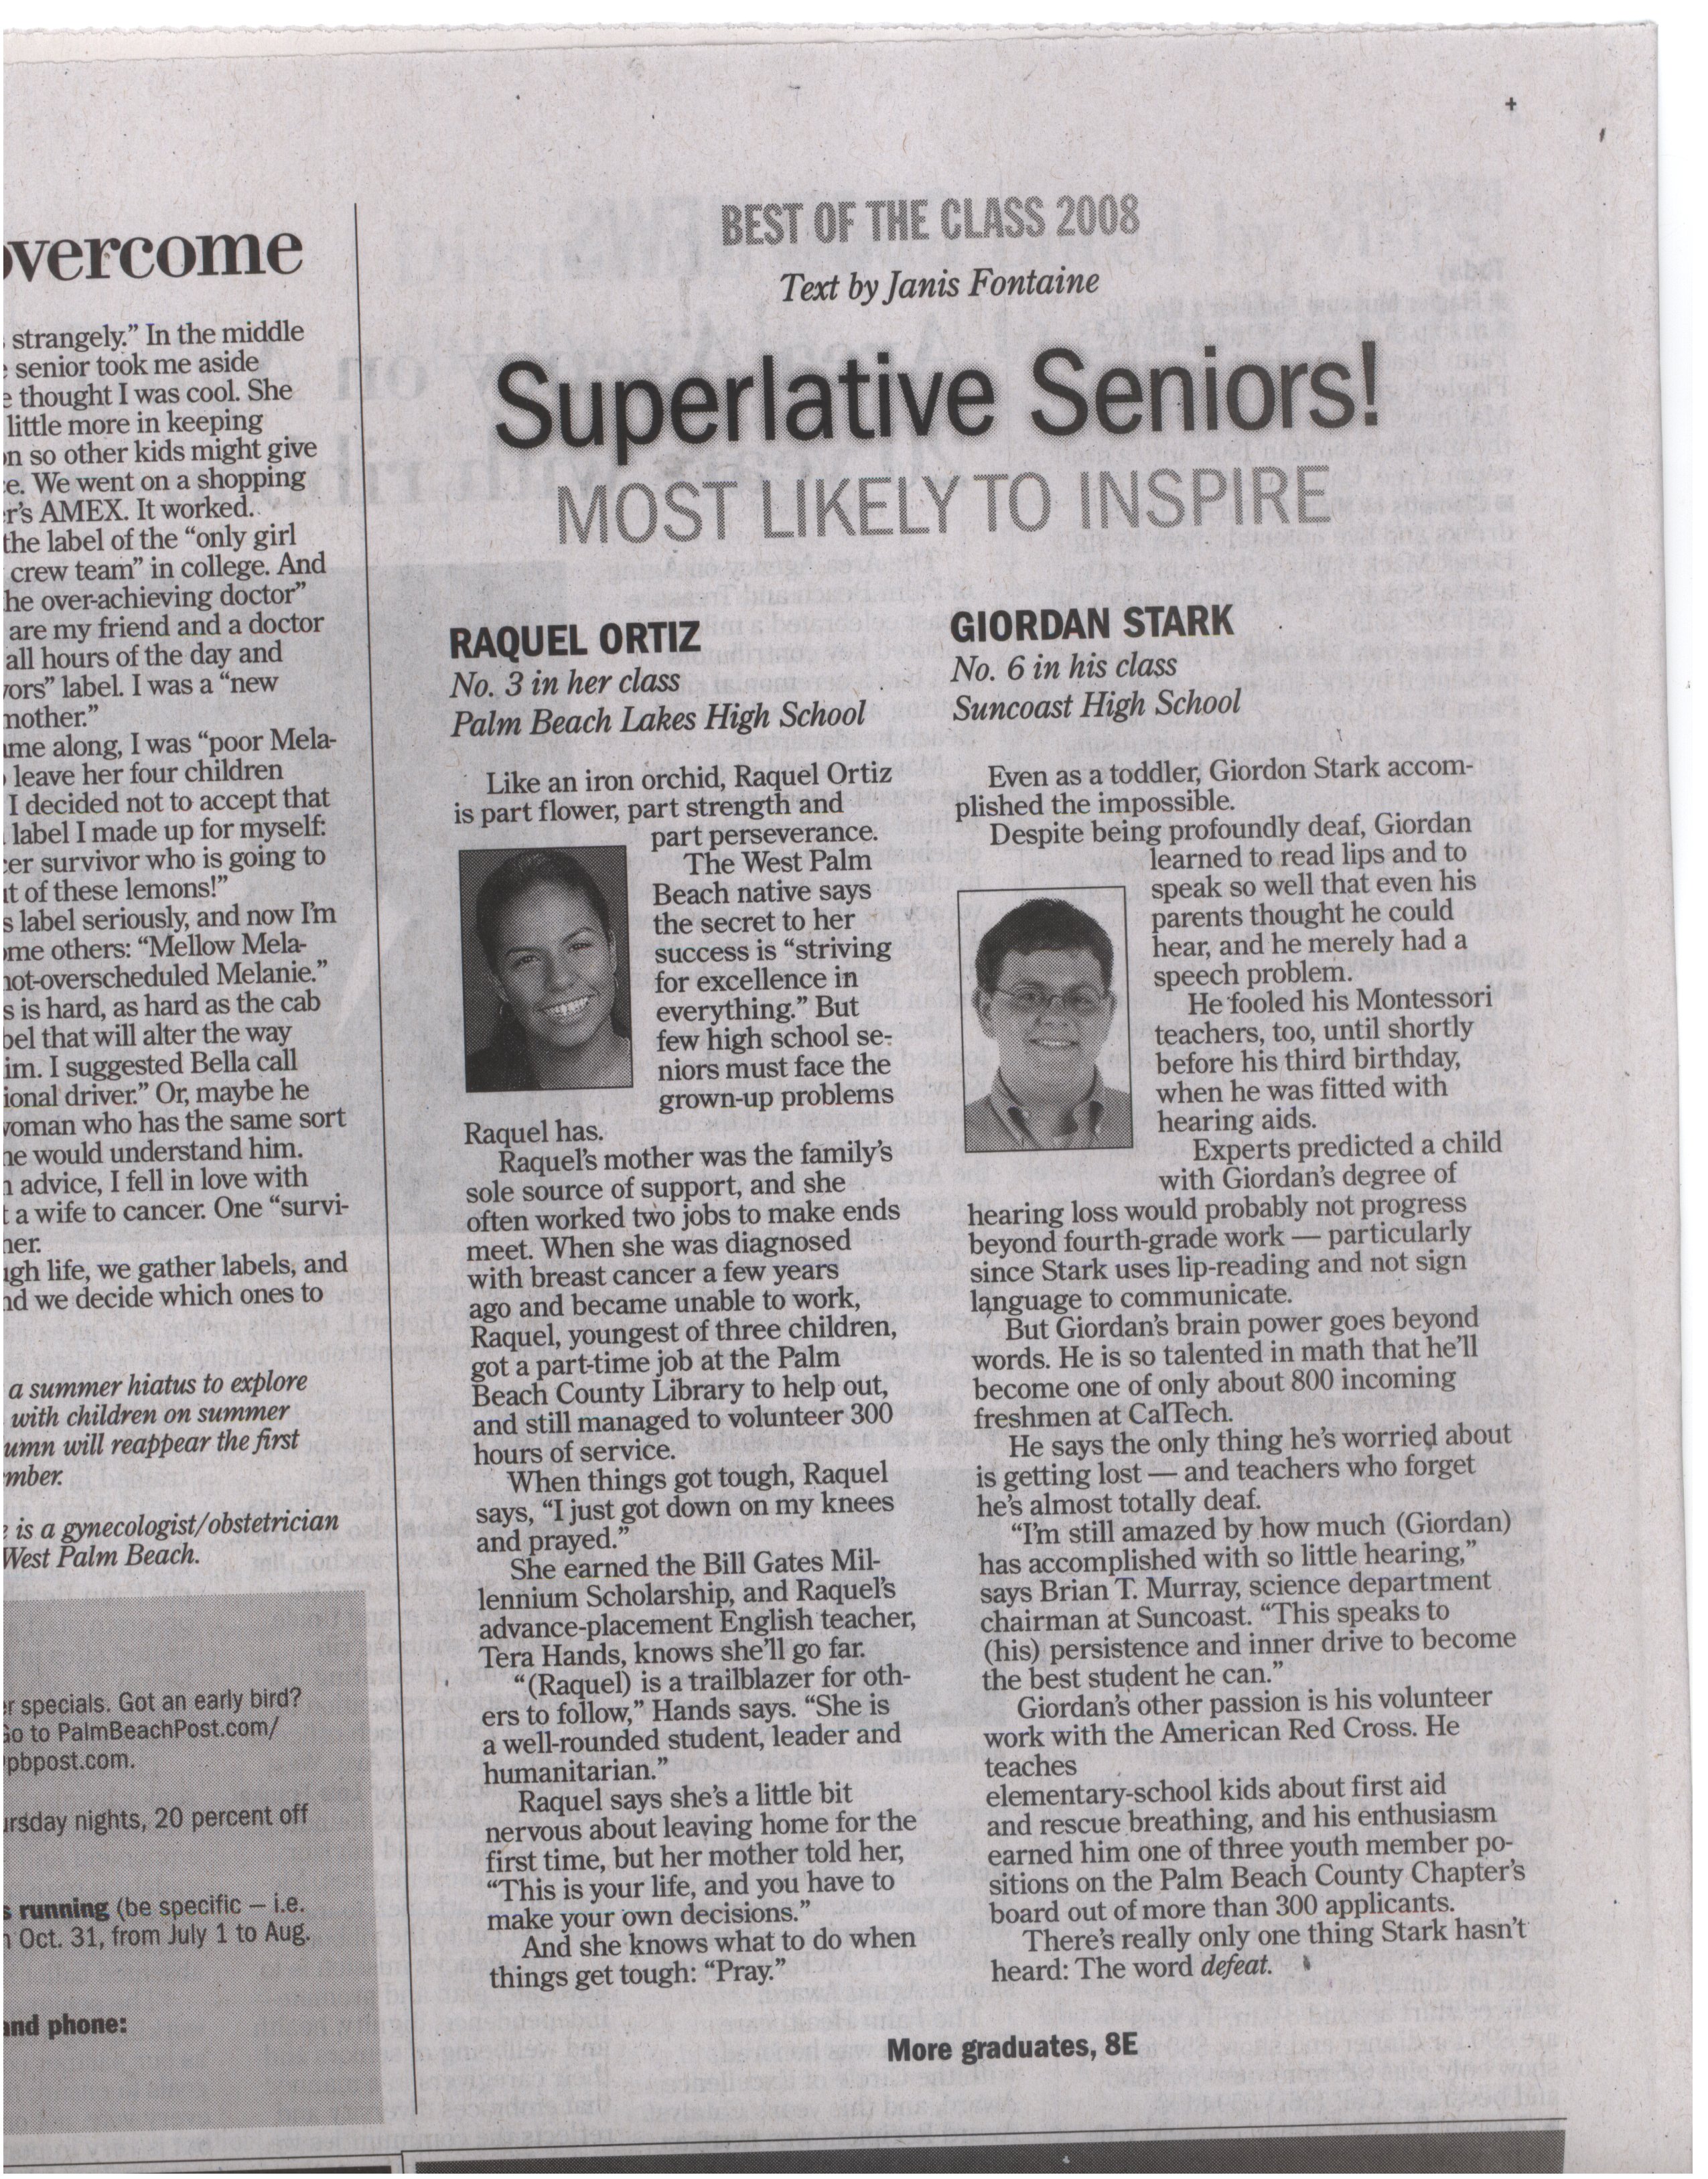 overcome
strangely.” In the middle
senior took me aside
thought I was cool. She
little more in keeping
so other kids might give
We went on a shopping
AMEX. It worked.
the label of the “only girl
crew team” in college. And
he over-achieving doctor”
are my friend and a doctor
all hours of the day and
label. I was a “new
mother.”
along, I was “poor Mela-
leave her four children
I decided not to accept that
label I made up for myself:
survivor who is going to
of these lemons!”
label seriously, and now I’m
others: “Mellow Mela-
not-overscheduled Melanie.”
is hard, as hard as the cab
that will alter the way
I suggested Bella call
driver.” Or, maybe he
who has the same sort
would understand him.
advice, I fell in love with
a wife to cancer. One “survi-
life, we gather labels, and
we decide which ones to
a summer hiatus to explore
with children on summer
will reappear the first
is a gynecologist/obstetrician
West Palm Beach.
specials. Got an early bird?
Go to PalmBeachPost.com/
pbpost.com.
nights, 20 percent off
running (be specific – i.e.
Oct. 31, from July 1 to Aug.
and phone:
BEST OF THE CLASS 2008
Text by Janis Fontaine
Superlative Seniors!
MOST LIKELY TO INSPIRE
RAQUEL ORTIZ
No. 3 in her class
Palm Beach Lakes High School
Like an iron orchid, Raquel Ortiz
is part flower, part strength and
part perseverance.
The West Palm
Beach native says
the secret to her
success is “striving
for excellence in
everything.” But
few high school se-
niors must face the
grown-up problems
Raquel has.
Raquel’s mother was the family’s
sole source of support, and she
often worked two jobs to make ends
meet. When she was diagnosed
with breast cancer a few years
ago and became unable to work,
Raquel, youngest of three children,
got a part-time job at the Palm
Beach County Library to help out,
and still managed to volunteer 300
hours of service.
When things got tough, Raquel
says, “I just got down on my knees
and prayed.”
She earned the Bill Gates Mil-
lennium Scholarship, and Raquel’s
advance-placement English teacher,
Tera Hands, knows she’ll go far.
“(Raquel) is a trailblazer for oth-
ers to follow,” Hands says. “She is
a well-rounded student, leader and
humanitarian.”
Raquel says she’s a little bit
nervous about leaving home for the
first time, but her mother told her,
“This is your life, and you have to
make your own decisions.”
And she knows what to do when
things get tough: “Pray.”
GIORDAN STARK
No. 6 in his class
Suncoast High School
Even as a toddler, Giordon Stark accom-
plished the impossible.
Despite being profoundly deaf, Giordan
learned to read lips and to
speak so well that even his
parents thought he could
hear, and he merely had a
speech problem.
He fooled his Montessori
teachers, too, until shortly
before his third birthday,
when he was fitted with
hearing aids.
Experts predicted a child
with Giordan’s degree of
hearing loss would probably not progress
beyond fourth-grade work — particularly
since Stark uses lip-reading and not sign
language to communicate.
But Giordan’s brain power goes beyond
words. He is so talented in math that he’ll
become one of only about 800 incoming
freshmen at CalTech.
He says the only thing he’s worried about
is getting lost — and teachers who forget
he’s almost totally deaf.
“I’m still amazed by how much (Giordan)
has accomplished with so little hearing,”
says Brian T. Murray, science department
chairman at Suncoast. “This speaks to
(his) persistence and inner drive to become
the best student he can.”
Giordan’s other passion is his volunteer
work with the American Red Cross. He
teaches
elementary-school kids about first aid
and rescue breathing, and his enthusiasm
earned him one of three youth member po-
sitions on the Palm Beach County Chapter’s
board out of more than 300 applicants.
There’s really only one thing Stark hasn’t
heard: The word defeat.
More graduates, 8E